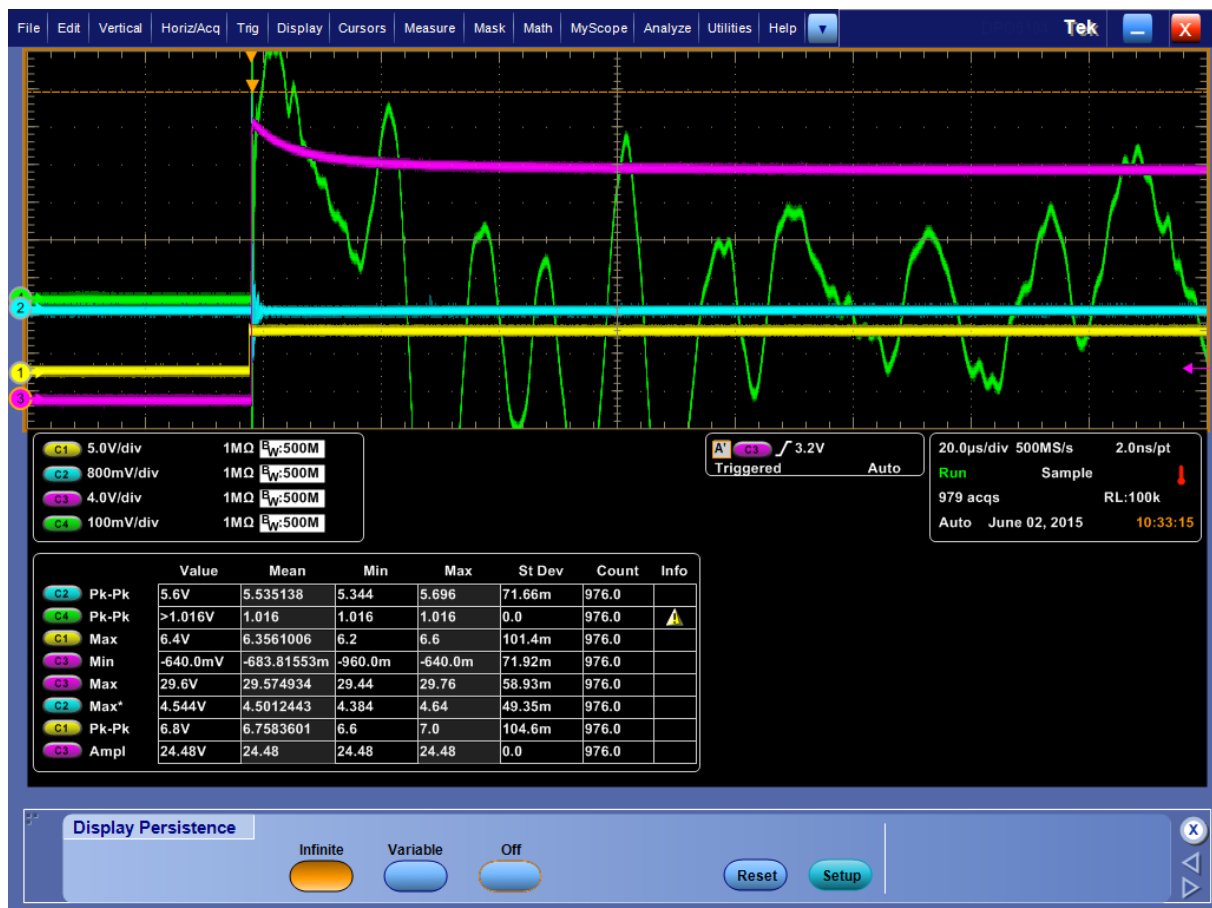 File Edit Vertical Horiz/Acq Trig Display Cursors Measure Mask Math MyScope Analyze Utilities Help Tek X
2
1
3
C1 5.0V/div 1MΩ BW:500M
C2 800mV/div 1MΩ BW:500M
C3 4.0V/div 1MΩ BW:500M
C4 100mV/div 1MΩ BW:500M
A' C3 3.2V
Triggered Auto
20.0µs/div 500MS/s 2.0ns/pt
Run Sample
979 acqs RL:100k
Auto June 02, 2015 10:33:15
Value Mean Min Max St Dev Count Info
C2 Pk-Pk 5.6V 5.535138 5.344 5.696 71.66m 976.0
C4 Pk-Pk >1.016V 1.016 1.016 1.016 0.0 976.0
C1 Max 6.4V 6.3561006 6.2 6.6 101.4m 976.0
C3 Min -640.0mV -683.81553m -960.0m -640.0m 71.92m 976.0
C3 Max 29.6V 29.574934 29.44 29.76 58.93m 976.0
C2 Max* 4.544V 4.5012443 4.384 4.64 49.35m 976.0
C1 Pk-Pk 6.8V 6.7583601 6.6 7.0 104.6m 976.0
C3 Ampl 24.48V 24.48 24.48 24.48 0.0 976.0
Display Persistence
Infinite Variable Off
Reset Setup
X